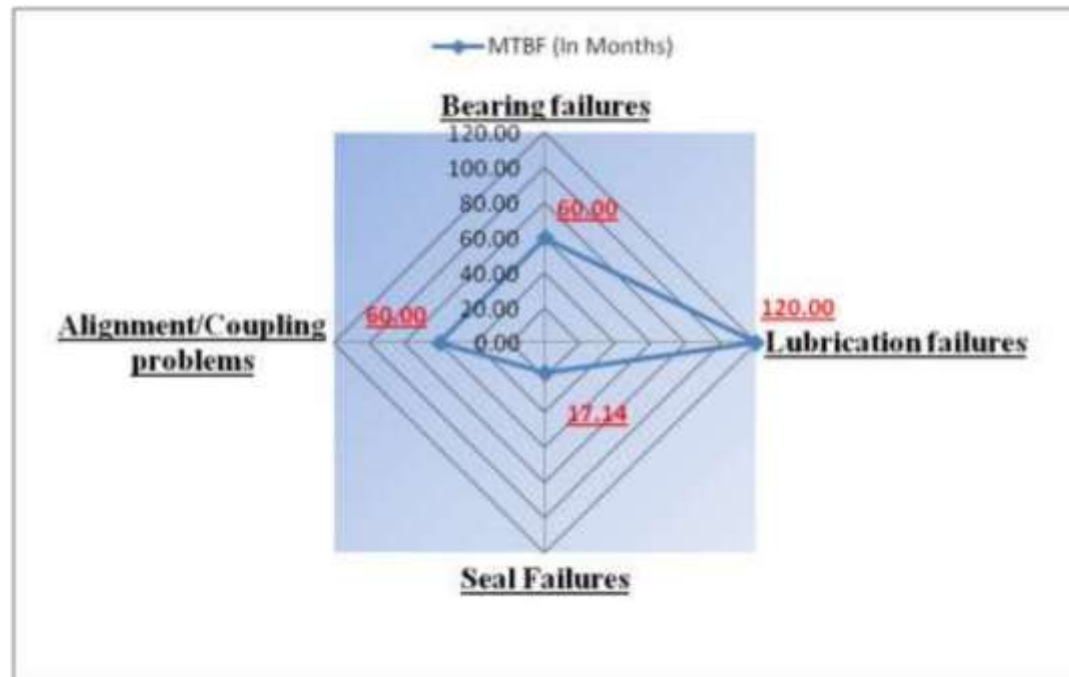 MTBF (In Months)
Bearing failures
120.00
100.00
80.00
60.00
40.00
20.00
0.00
60.00
120.00
Lubrication failures
17.14
Seal Failures
60.00
Alignment/Coupling
problems